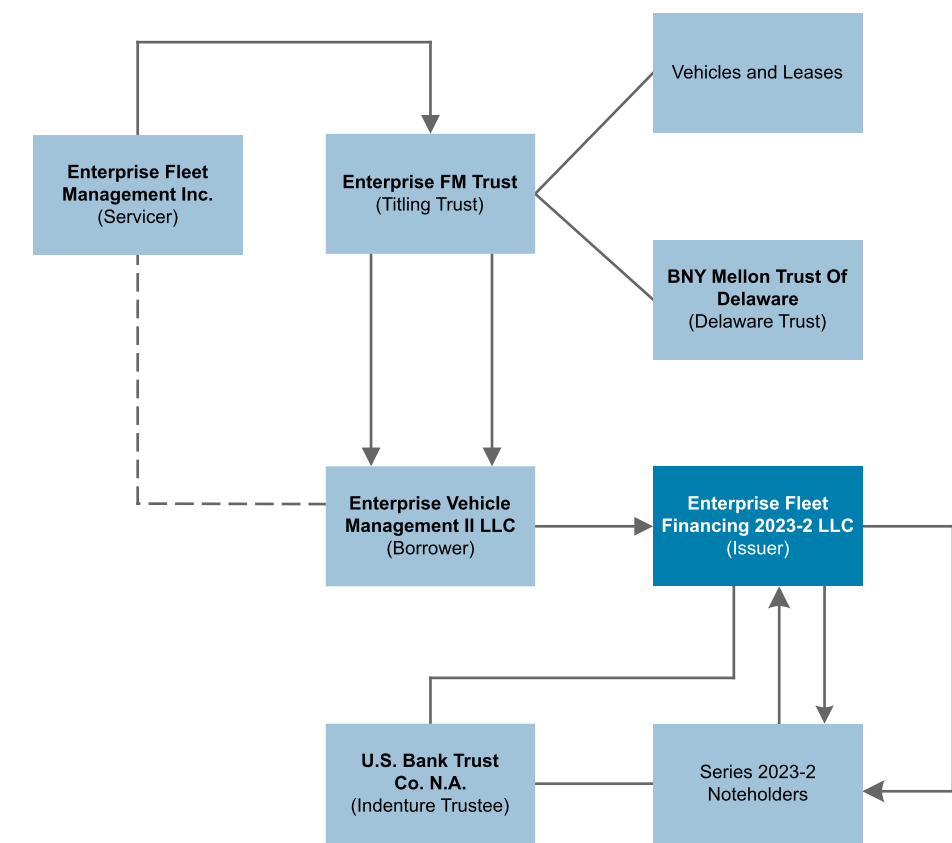 Vehicles and Leases
Enterprise Fleet
Management Inc.
(Servicer)
Enterprise FM Trust
(Titling Trust)
BNY Mellon Trust Of
Delaware
(Delaware Trust)
Enterprise Vehicle
Management II LLC
(Borrower)
Enterprise Fleet
Financing 2023-2 LLC
(Issuer)
U.S. Bank Trust
Co. N.A.
(Indenture Trustee)
Series 2023-2
Noteholders